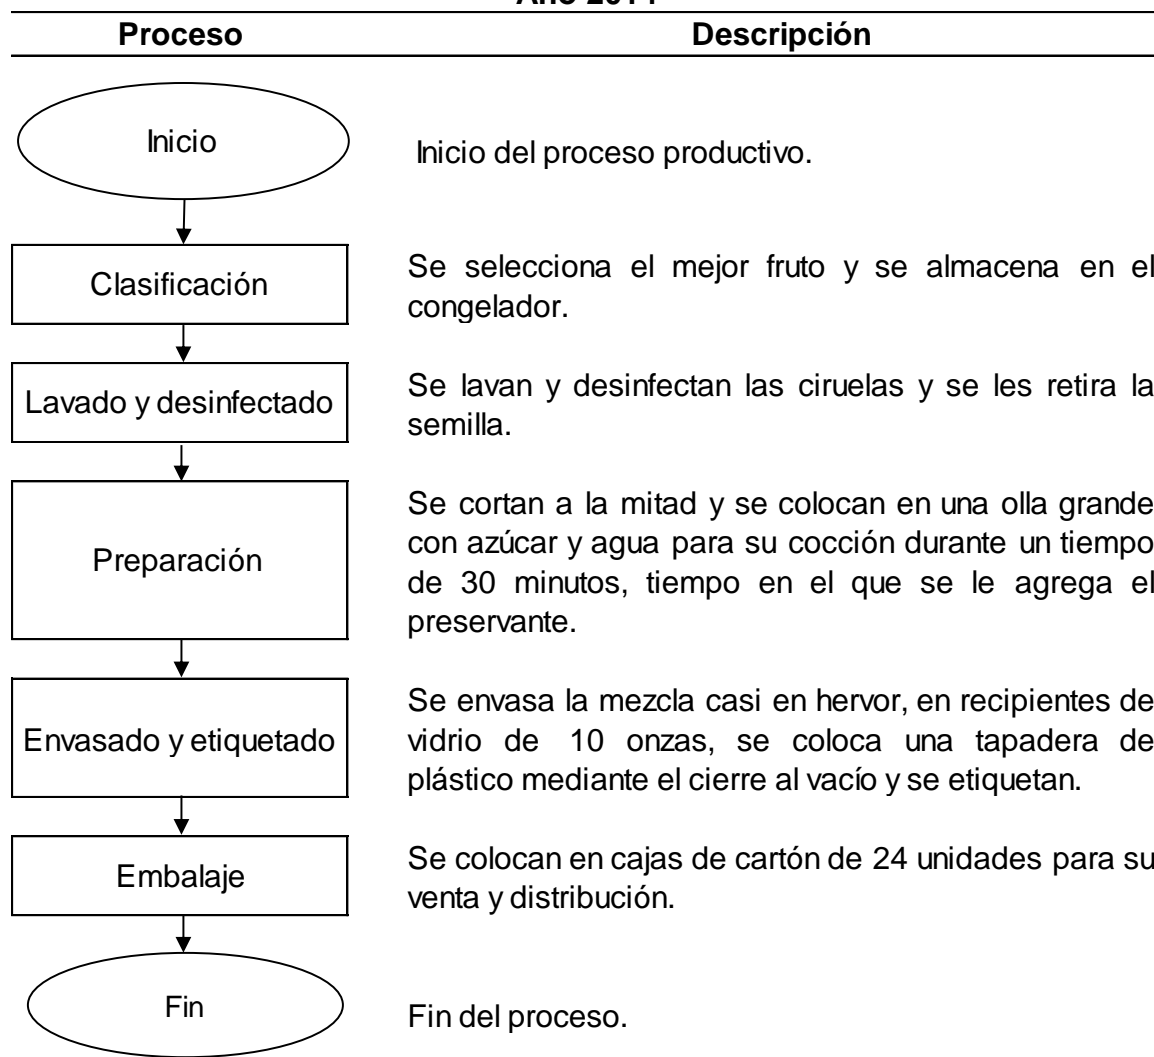 Proceso Descripción
Inicio
Inicio del proceso productivo.
Clasificación
Se selecciona el mejor fruto y se almacena en el
congelador.
Lavado y desinfectado
Se lavan y desinfectan las ciruelas y se les retira la
semilla.
Preparación
Se cortan a la mitad y se colocan en una olla grande
con azúcar y agua para su cocción durante un tiempo
de 30 minutos, tiempo en el que se le agrega el
preservante.
Envasado y etiquetado
Se envasa la mezcla casi en hervor, en recipientes de
vidrio de 10 onzas, se coloca una tapadera de
plástico mediante el cierre al vacío y se etiquetan.
Embalaje
Se colocan en cajas de cartón de 24 unidades para su
venta y distribución.
Fin
Fin del proceso.